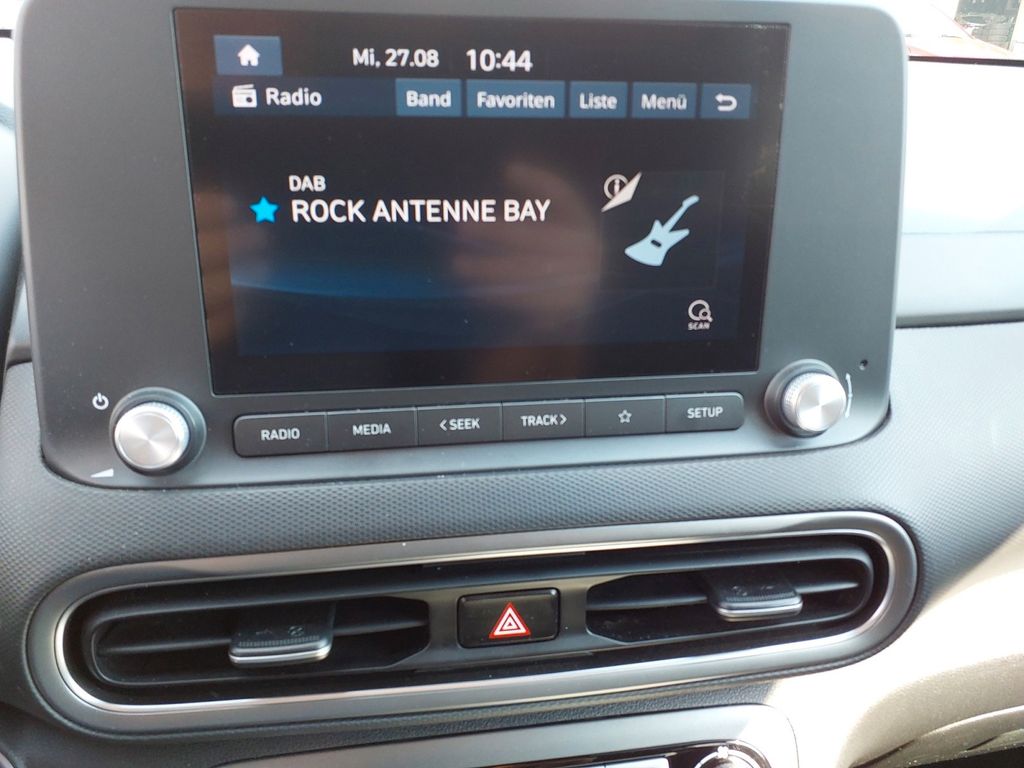 Mi, 27.08 10:44
Radio Band Favoriten Liste Menü
DAB
ROCK ANTENNE BAY
SCAN
RADIO MEDIA < SEEK TRACK > SETUP